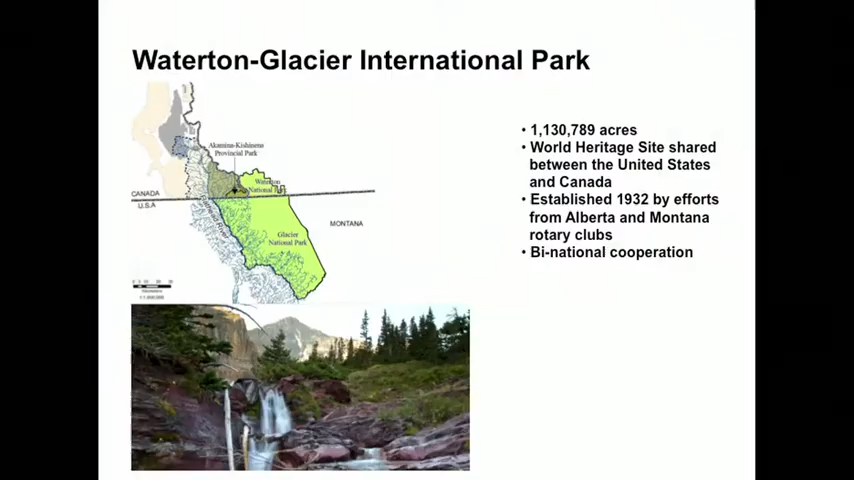 Waterton-Glacier International Park
Akamina-Kishinena
Provincial Park
Waterton
National
CANADA
U.S.A
Flathead River
MONTANA
Glacier
National Park
• 1,130,789 acres
• World Heritage Site shared
between the United States
and Canada
• Established 1932 by efforts
from Alberta and Montana
rotary clubs
• Bi-national cooperation